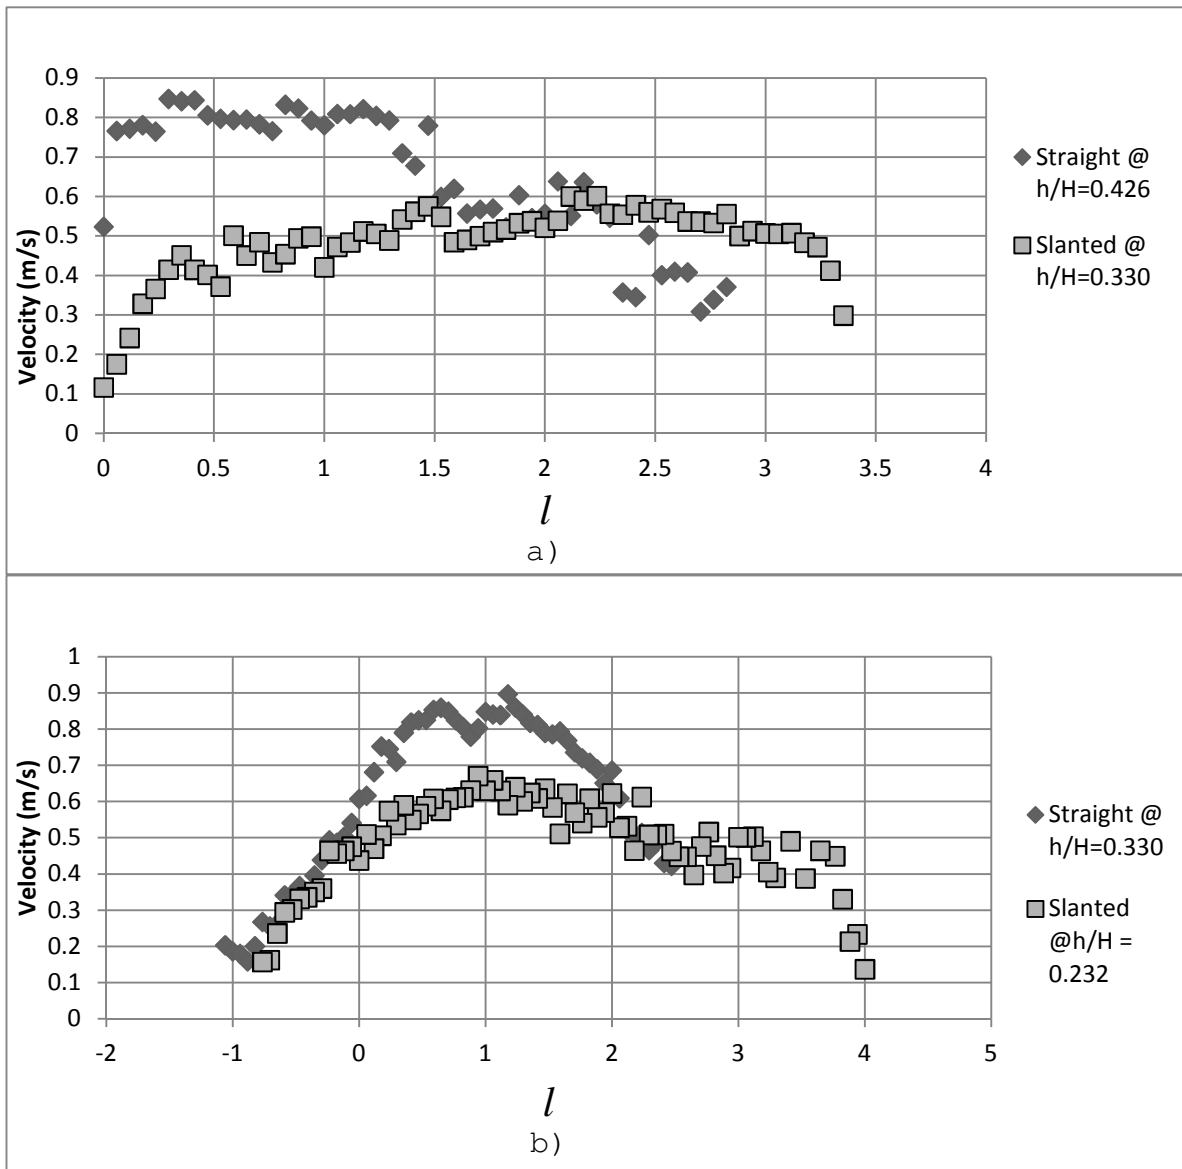 0.9
0.8
0.7
0.6
0.5
0.4
0.3
0.2
0.1
0
Velocity (m/s)
0 0.5 1 1.5 2 2.5 3 3.5 4
l
Straight @
h/H=0.426
Slanted @
h/H=0.330
a)
1
0.9
0.8
0.7
0.6
0.5
0.4
0.3
0.2
0.1
0
Velocity (m/s)
-2 -1 0 1 2 3 4 5
l
Straight @
h/H=0.330
Slanted
@h/H =
0.232
b)